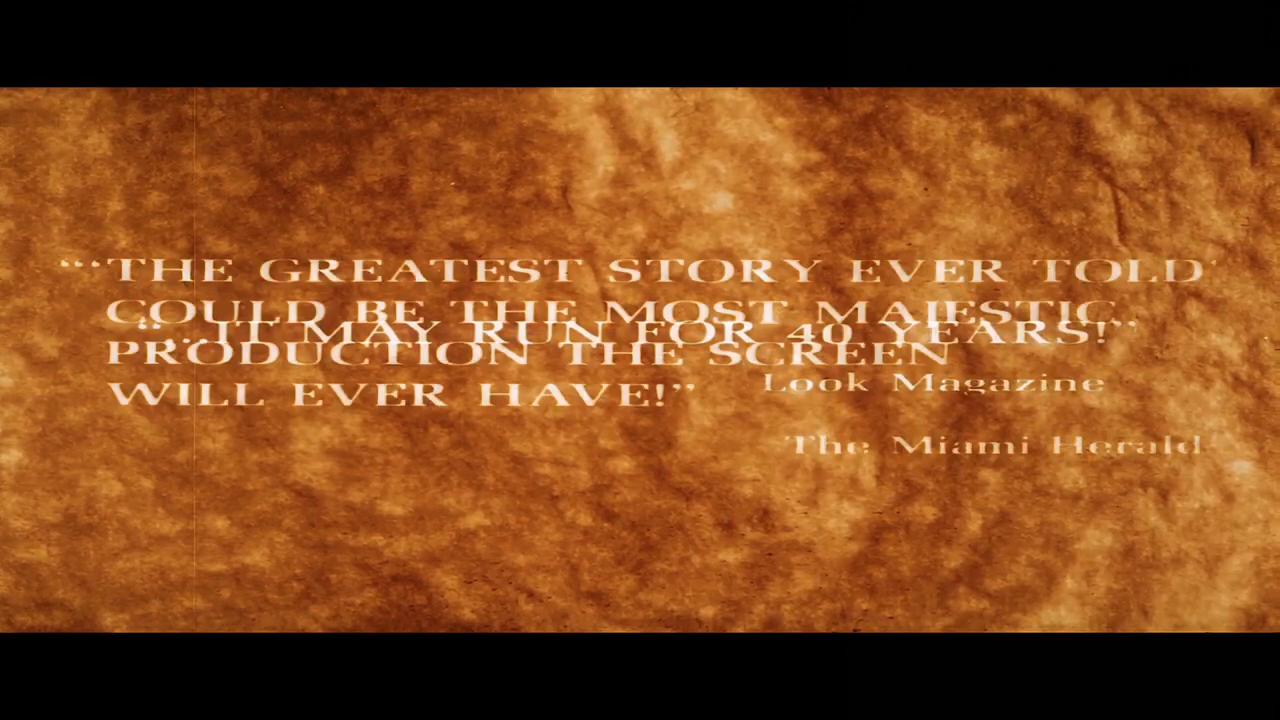 “‘THE GREATEST STORY EVER TOLD’
COULD BE THE MOST MAJESTIC
PRODUCTION THE SCREEN
WILL EVER HAVE!”
The Miami Herald
“...IT MAY RUN FOR 40 YEARS!”
Look Magazine